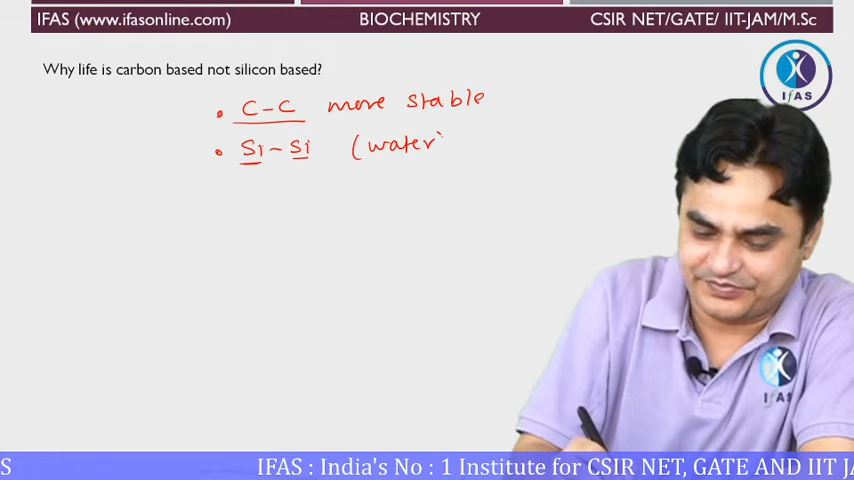 IFAS (www.ifasonline.com) BIOCHEMISTRY CSIR NET/GATE/ IIT-JAM/M.Sc
Why life is carbon based not silicon based?
IFAS
• C-C more stable
• Si-Si (water
IFAS
S IFAS : India's No : 1 Institute for CSIR NET, GATE AND IIT JA